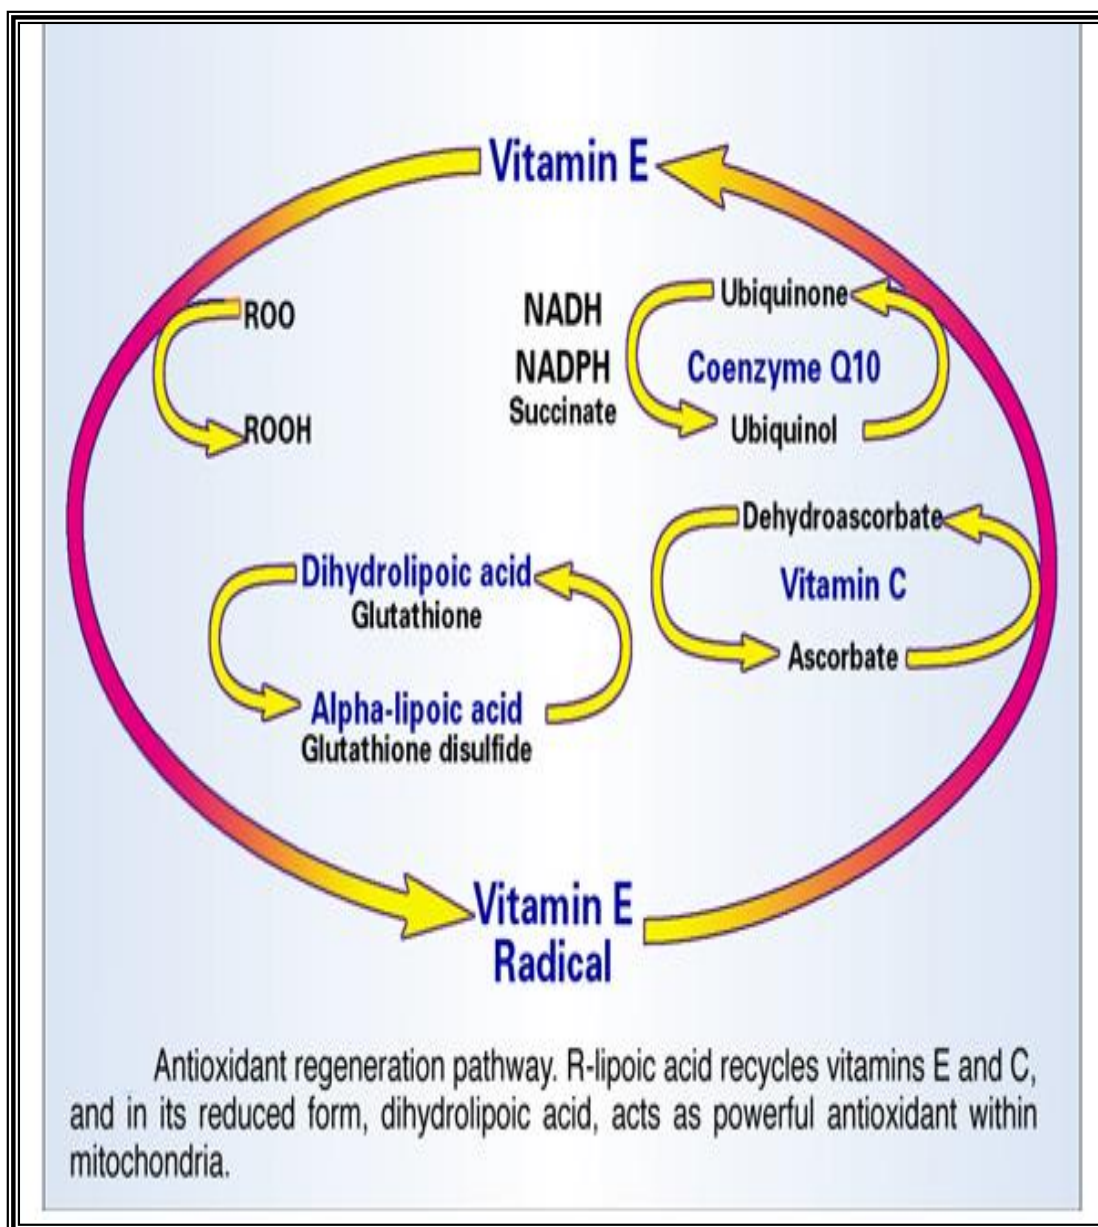 Vitamin E
ROO
ROOH
NADH
NADPH
Succinate
Ubiquinone
Coenzyme Q10
Ubiquinol
Dehydroascorbate
Vitamin C
Ascorbate
Dihydrolipoic acid
Glutathione
Alpha-lipoic acid
Glutathione disulfide
Vitamin E
Radical
Antioxidant regeneration pathway. R-lipoic acid recycles vitamins E and C,
and in its reduced form, dihydrolipoic acid, acts as powerful antioxidant within
mitochondria.